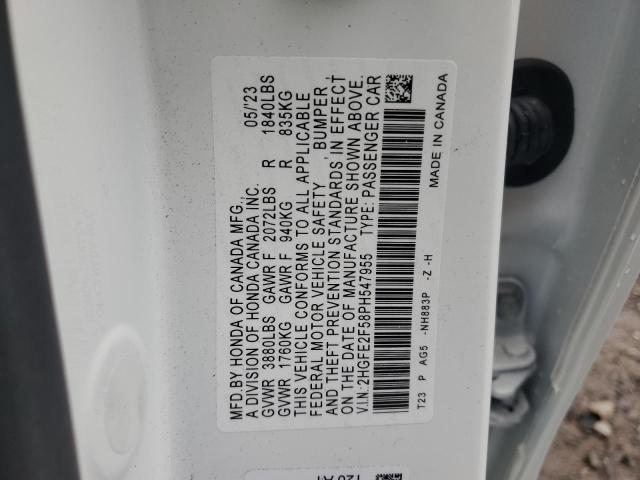 MFD.BY HONDA OF CANADA MFG., 05/'23
A DIVISION OF HONDA CANADA INC.
GVWR 3880LBS GAWR F 2072LBS R 1840LBS
GVWR 1760KG GAWR F 940KG R 835KG
THIS VEHICLE CONFORMS TO ALL APPLICABLE
FEDERAL MOTOR VEHICLE SAFETY , BUMPER ,
AND THEFT PREVENTION STANDARDS IN EFFECT
ON THE DATE OF MANUFACTURE SHOWN ABOVE.
V.I.N.:2HGFE2F58PH547955 TYPE: PASSENGER CAR
T23 P AG5 -NH883P -Z -H MADE IN CANADA